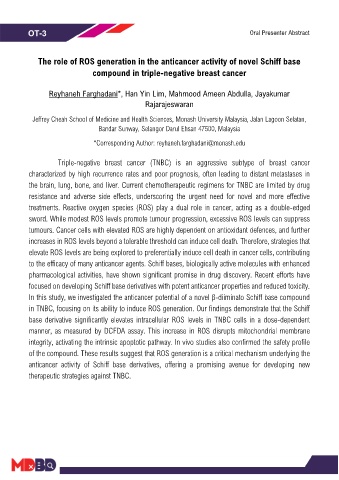 OT-3
Oral Presenter Abstract
The role of ROS generation in the anticancer activity of novel Schiff base
compound in triple-negative breast cancer
Reyhaneh Farghadani*, Han Yin Lim, Mahmood Ameen Abdulla, Jayakumar
Rajarajeswaran
Jeffrey Cheah School of Medicine and Health Sciences, Monash University Malaysia, Jalan Lagoon Selatan,
Bandar Sunway, Selangor Darul Ehsan 47500, Malaysia
*Corresponding Author: reyhaneh.farghadani@monash.edu
Triple-negative breast cancer (TNBC) is an aggressive subtype of breast cancer
characterized by high recurrence rates and poor prognosis, often leading to distant metastases in
the brain, lung, bone, and liver. Current chemotherapeutic regimens for TNBC are limited by drug
resistance and adverse side effects, underscoring the urgent need for novel and more effective
treatments. Reactive oxygen species (ROS) play a dual role in cancer, acting as a double-edged
sword. While modest ROS levels promote tumour progression, excessive ROS levels can suppress
tumours. Cancer cells with elevated ROS are highly dependent on antioxidant defences, and further
increases in ROS levels beyond a tolerable threshold can induce cell death. Therefore, strategies that
elevate ROS levels are being explored to preferentially induce cell death in cancer cells, contributing
to the efficacy of many anticancer agents. Schiff bases, biologically active molecules with enhanced
pharmacological activities, have shown significant promise in drug discovery. Recent efforts have
focused on developing Schiff base derivatives with potent anticancer properties and reduced toxicity.
In this study, we investigated the anticancer potential of a novel β-diiminato Schiff base compound
in TNBC, focusing on its ability to induce ROS generation. Our findings demonstrate that the Schiff
base derivative significantly elevates intracellular ROS levels in TNBC cells in a dose-dependent
manner, as measured by DCFDA assay. This increase in ROS disrupts mitochondrial membrane
integrity, activating the intrinsic apoptotic pathway. In vivo studies also confirmed the safety profile
of the compound. These results suggest that ROS generation is a critical mechanism underlying the
anticancer activity of Schiff base derivatives, offering a promising avenue for developing new
therapeutic strategies against TNBC.